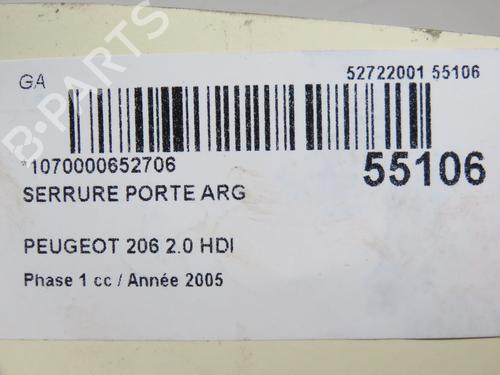 GA
52722001 55106
*1070000652706
55106
SERRURE PORTE ARG
PEUGEOT 206 2.0 HDI
Phase 1 cc / Année 2005
B-PARTS